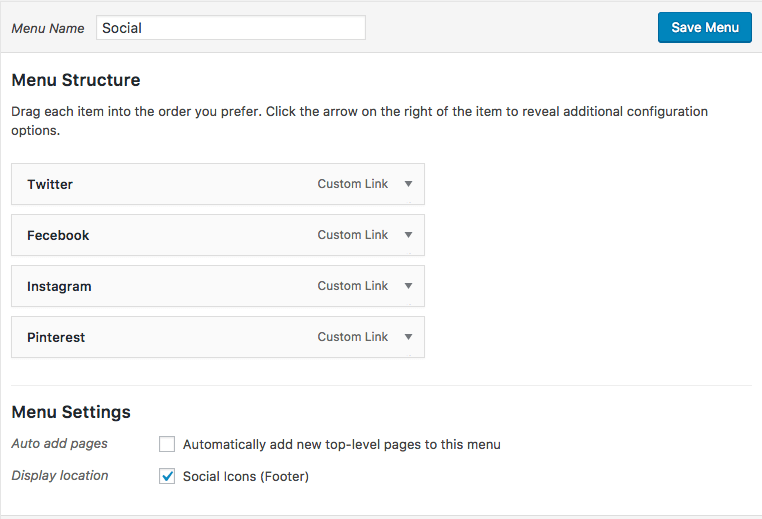 Menu Name Social Save Menu
Menu Structure
Drag each item into the order you prefer. Click the arrow on the right of the item to reveal additional configuration
options.
Twitter Custom Link
Fecebook Custom Link
Instagram Custom Link
Pinterest Custom Link
Menu Settings
Auto add pages Automatically add new top-level pages to this menu
Display location Social Icons (Footer)